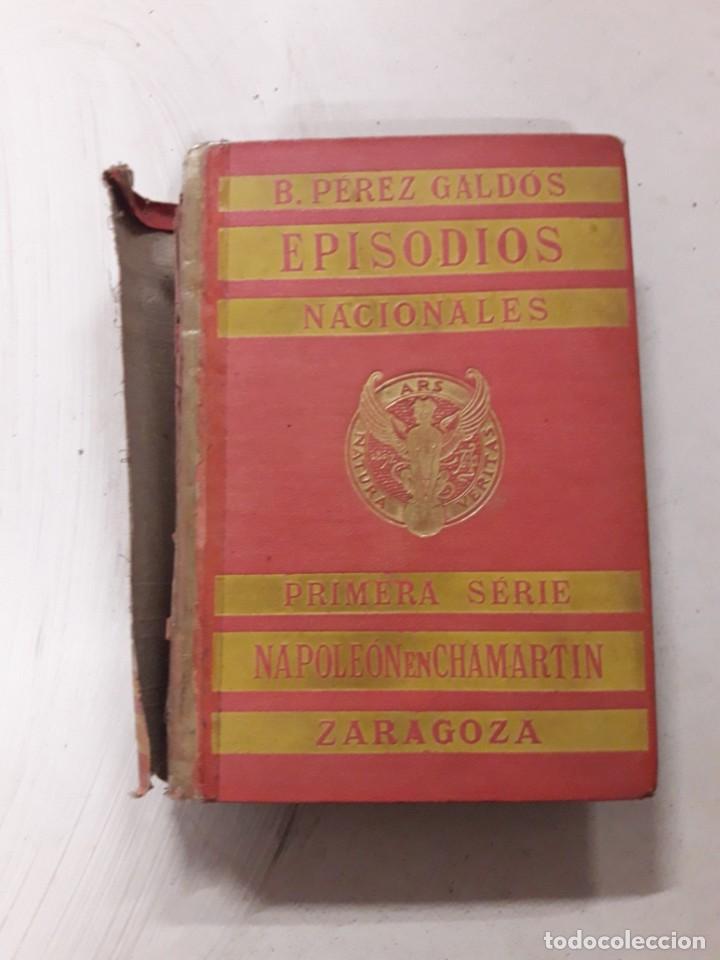 B. PÉREZ GALDÓS
EPISODIOS
NACIONALES
ARS
NATURA
VERITAS
PRIMERA SÉRIE
NAPOLEÓN EN CHAMARTIN
ZARAGOZA
todocoleccion